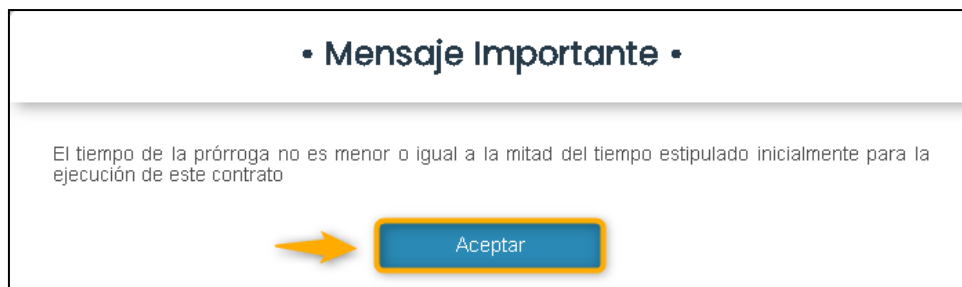 • Mensaje Importante •
El tiempo de la prórroga no es menor o igual a la mitad del tiempo estipulado inicialmente para la
ejecución de este contrato
Aceptar